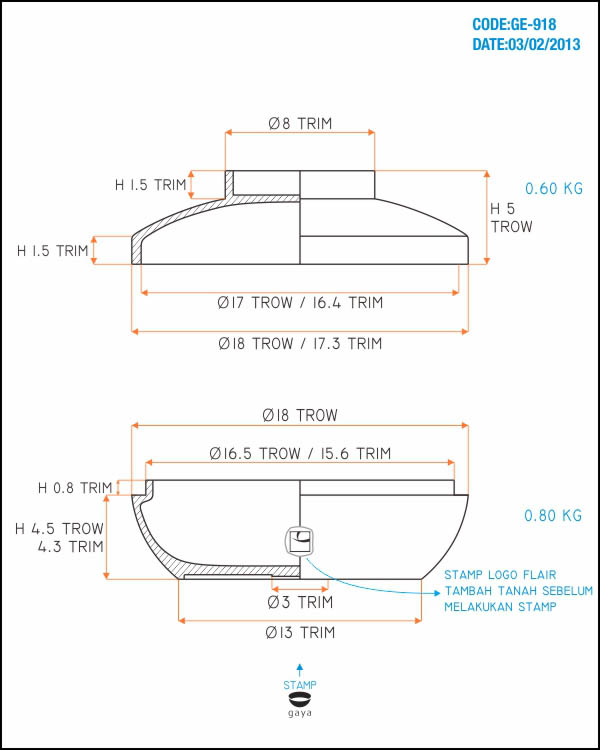 CODE:GE-918
DATE:03/02/2013
Ø8 TRIM
H 1.5 TRIM
0.60 KG
H 5
TROW
H 1.5 TRIM
Ø17 TROW / 16.4 TRIM
Ø18 TROW / 17.3 TRIM
Ø18 TROW
Ø16.5 TROW / 15.6 TRIM
H 0.8 TRIM
H 4.5 TROW
4.3 TRIM
0.80 KG
STAMP LOGO FLAIR
TAMBAH TANAH SEBELUM
MELAKUKAN STAMP
Ø3 TRIM
Ø13 TRIM
STAMP
gaya